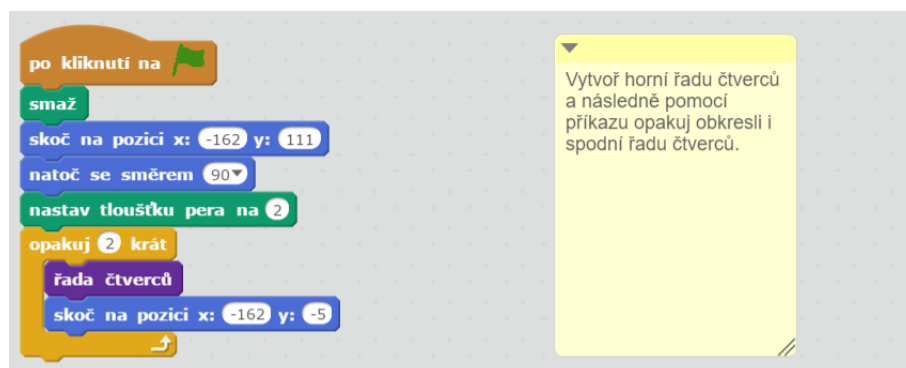 po kliknutí na
smaž
skoč na pozici x: -162 y: 111
natoč se směrem 90
nastav tloušťku pera na 2
opakuj 2 krát
řada čtverců
skoč na pozici x: -162 y: -5
Vytvoř horní řadu čtverců
a následně pomocí
příkazu opakuj obkresli i
spodní řadu čtverců.